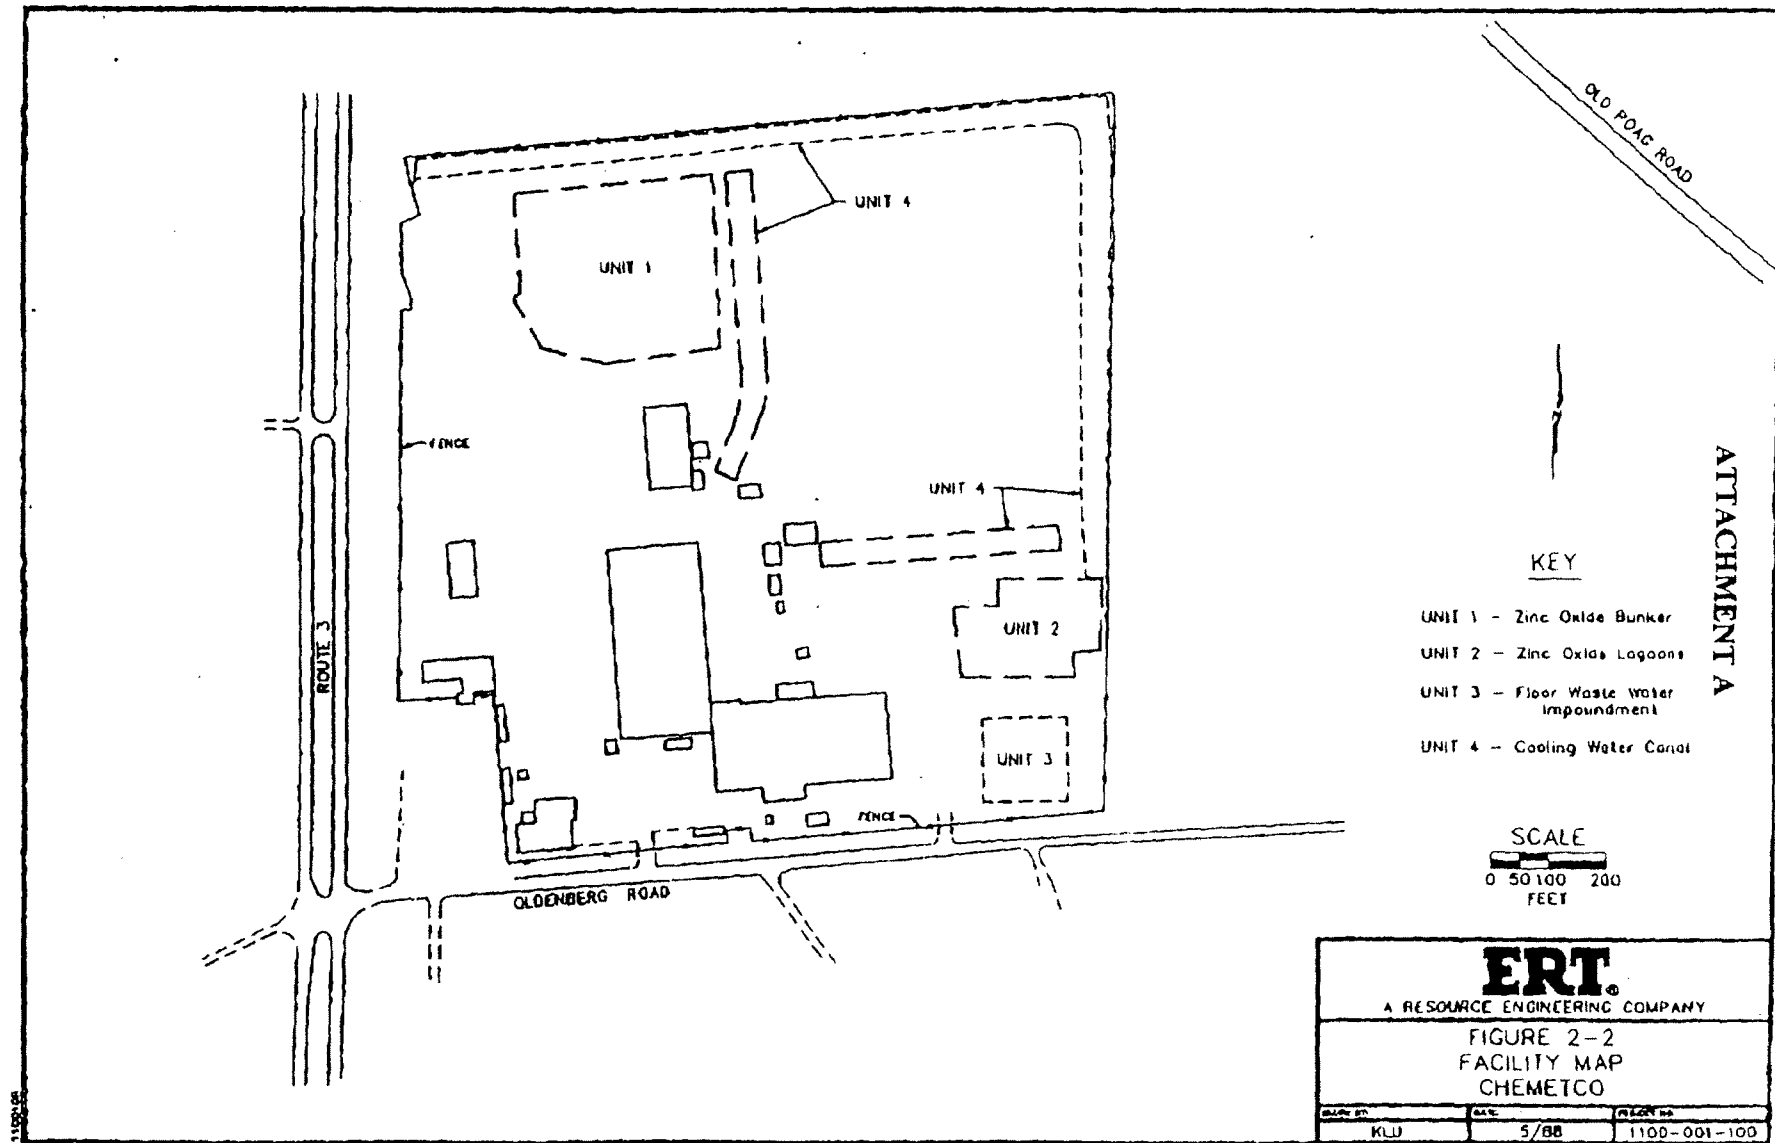 OLD POAG ROAD
UNIT 4
UNIT 1
FENCE
UNIT 4
ROUTE 3
UNIT 2
UNIT 3
FENCE
OLDENBERG ROAD
ATTACHMENT A
KEY
UNIT 1 - Zinc Oxide Bunker
UNIT 2 - Zinc Oxide Lagoons
UNIT 3 - Floor Waste Water
Impoundment
UNIT 4 - Cooling Water Canal
SCALE
0 50 100 200
FEET
ERT®
A RESOURCE ENGINEERING COMPANY
FIGURE 2-2
FACILITY MAP
CHEMETCO
DATE
KLU 5/88 1100-001-100